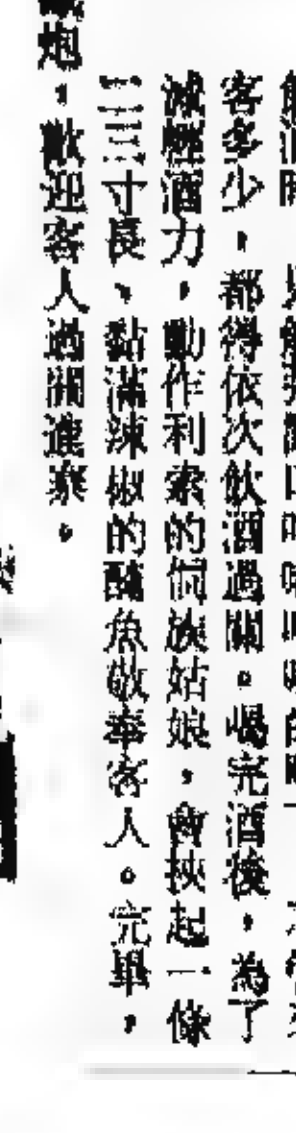 客多少，都得依次飲酒過關。喝完酒後，為了
減輕酒力，動作利索的侗族姑娘，會挾起一條
二三寸長、黏滿辣椒的醃魚敬奉客人。完畢，
炮，歡迎客人過關進寨。